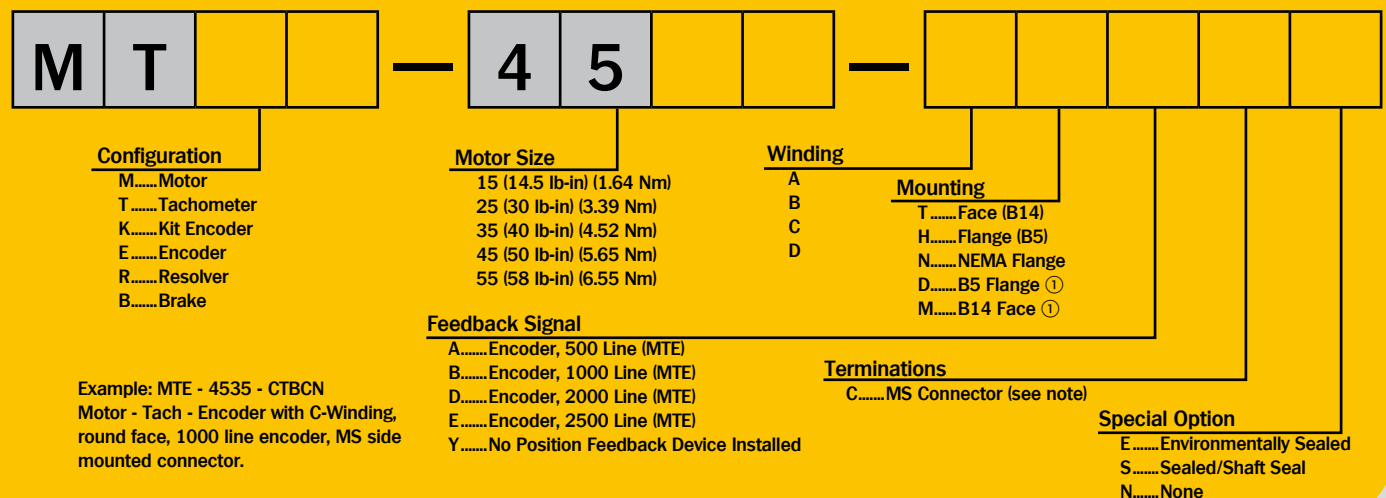 M T — 4 5 —
Configuration
M......Motor
T.......Tachometer
K.......Kit Encoder
E.......Encoder
R.......Resolver
B.......Brake
Motor Size
15 (14.5 lb-in) (1.64 Nm)
25 (30 lb-in) (3.39 Nm)
35 (40 lb-in) (4.52 Nm)
45 (50 lb-in) (5.65 Nm)
55 (58 lb-in) (6.55 Nm)
Winding
A
B
C
D
Mounting
T.......Face (B14)
H.......Flange (B5)
N.......NEMA Flange
D.......B5 Flange ①
M......B14 Face ①
Feedback Signal
A.......Encoder, 500 Line (MTE)
B.......Encoder, 1000 Line (MTE)
D.......Encoder, 2000 Line (MTE)
E.......Encoder, 2500 Line (MTE)
Y.......No Position Feedback Device Installed
Terminations
C.......MS Connector (see note)
Special Option
E.......Environmentally Sealed
S.......Sealed/Shaft Seal
N.......None
Example: MTE - 4535 - CTBCN
Motor - Tach - Encoder with C-Winding,
round face, 1000 line encoder, MS side
mounted connector.